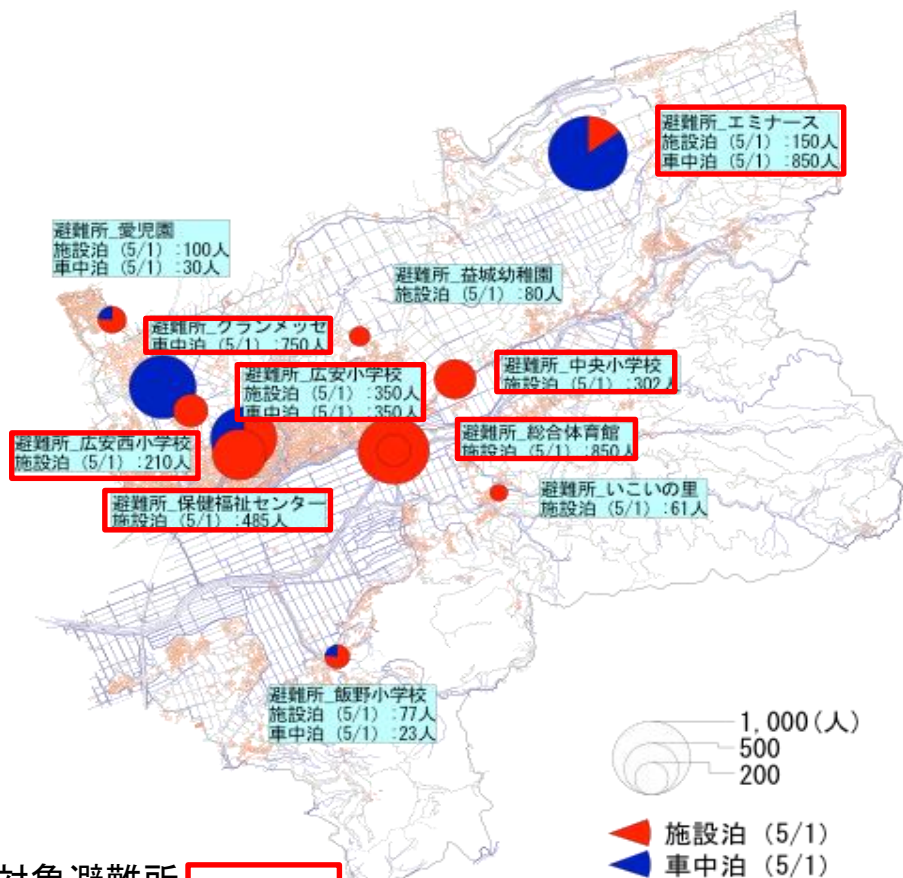 避難所_エミナース
施設泊 (5/1) :150人
車中泊 (5/1) :850人
避難所_愛児園
施設泊 (5/1) :100人
車中泊 (5/1) :30人
避難所_益城幼稚園
施設泊 (5/1) :80人
避難所_グランメッセ
車中泊 (5/1) :750人
避難所_中央小学校
施設泊 (5/1) :302人
避難所_広安小学校
施設泊 (5/1) :350人
車中泊 (5/1) :350人
避難所_広安西小学校
施設泊 (5/1) :210人
避難所_総合体育館
施設泊 (5/1) :850人
避難所_保健福祉センター
施設泊 (5/1) :485人
避難所_いこいの里
施設泊 (5/1) :61人
避難所_飯野小学校
施設泊 (5/1) :77人
車中泊 (5/1) :23人
1,000(人)
500
200
施設泊 (5/1)
車中泊 (5/1)
対象避難所